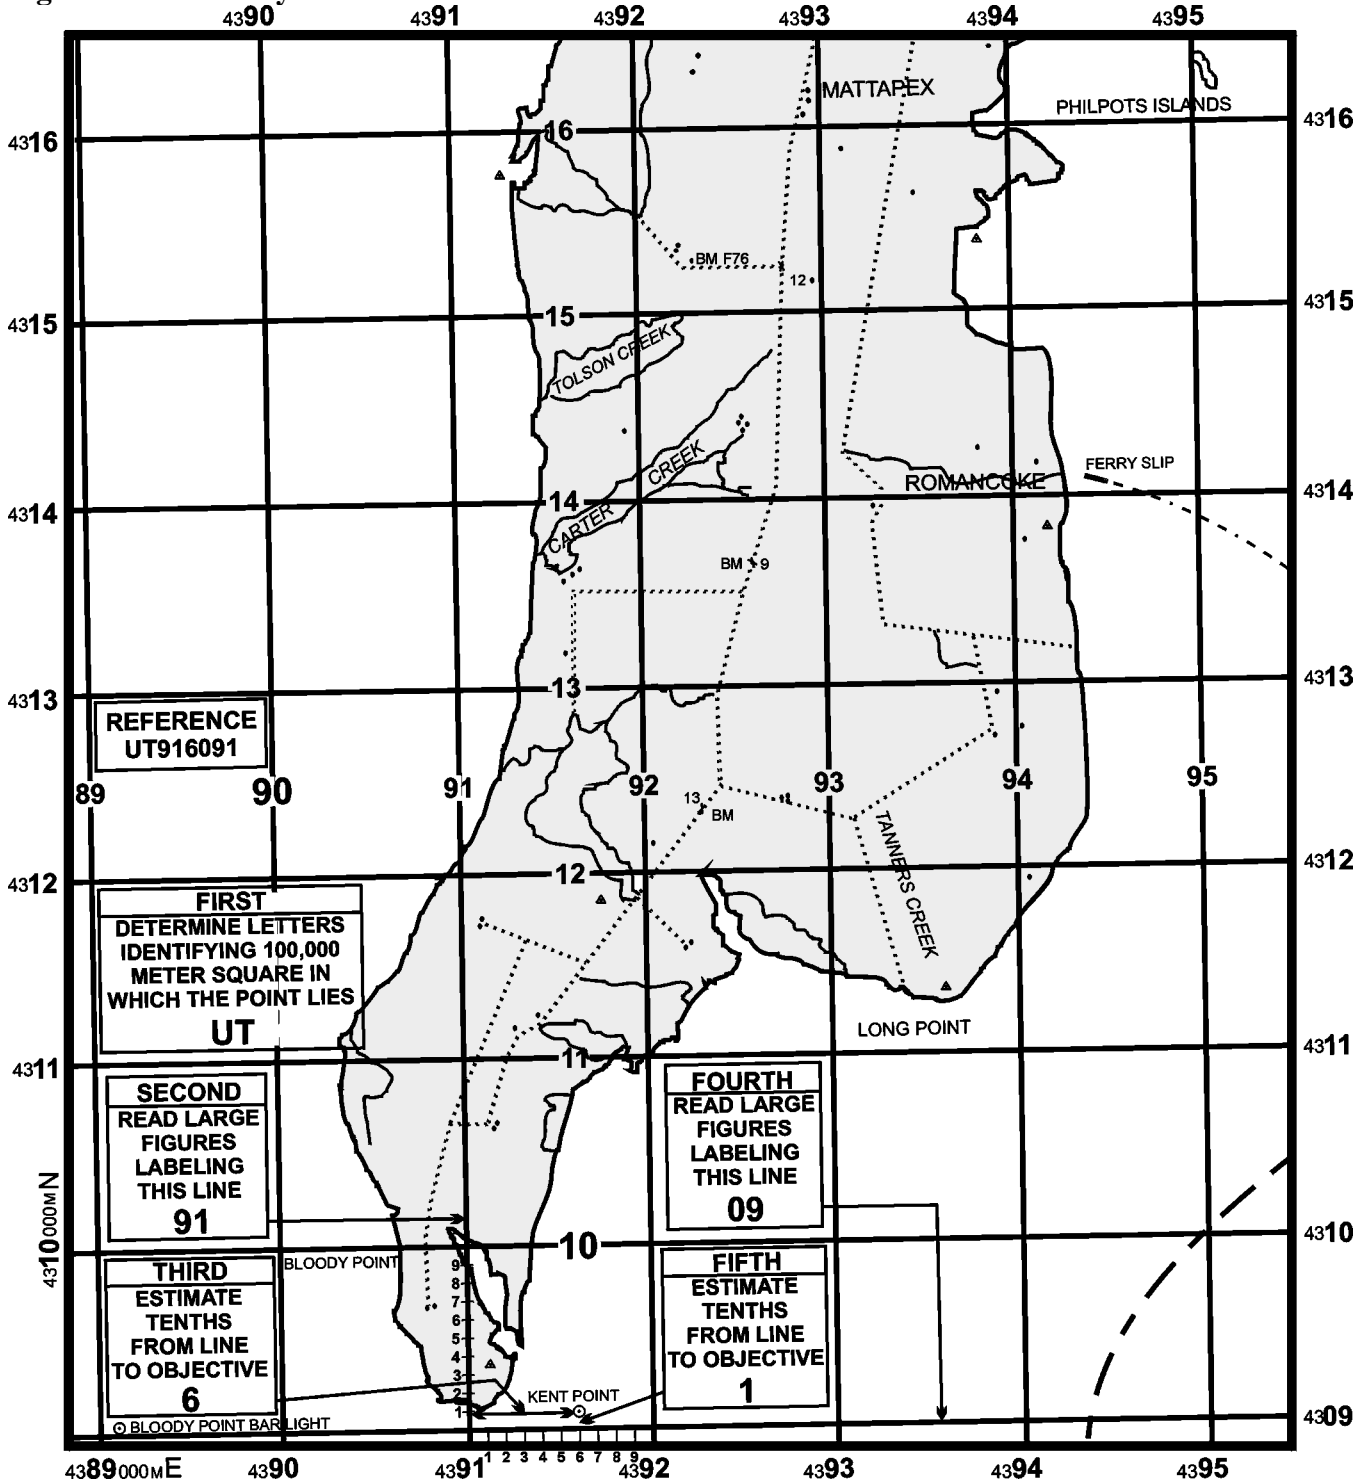 4390 4391 4392 4393 4394 4395
MATTAPEX
PHILPOTS ISLANDS
4316 16 4316
BM F76
12
4315 15 4315
TOLSON CREEK
CREEK
FERRY SLIP
ROMANCOKE
4314 14 4314
CARTER
BM 9
4313 13 4313
REFERENCE
UT916091
89 90 91 92 93 94 95
13 BM
TANNERS CREEK
4312 12 4312
FIRST
DETERMINE LETTERS
IDENTIFYING 100,000
METER SQUARE IN
WHICH THE POINT LIES
UT
LONG POINT
4311 11 4311
SECOND
READ LARGE
FIGURES
LABELING
THIS LINE
91
FOURTH
READ LARGE
FIGURES
LABELING
THIS LINE
09
4310000MN 10 4310
BLOODY POINT
THIRD
ESTIMATE
TENTHS
FROM LINE
TO OBJECTIVE
6
FIFTH
ESTIMATE
TENTHS
FROM LINE
TO OBJECTIVE
1
9
8
7
6
5
4
3
2
1
KENT POINT
BLOODY POINT BAR LIGHT
4309
1 2 3 4 5 6 7 8 9
4389000ME 4390 4391 4392 4393 4394 4395